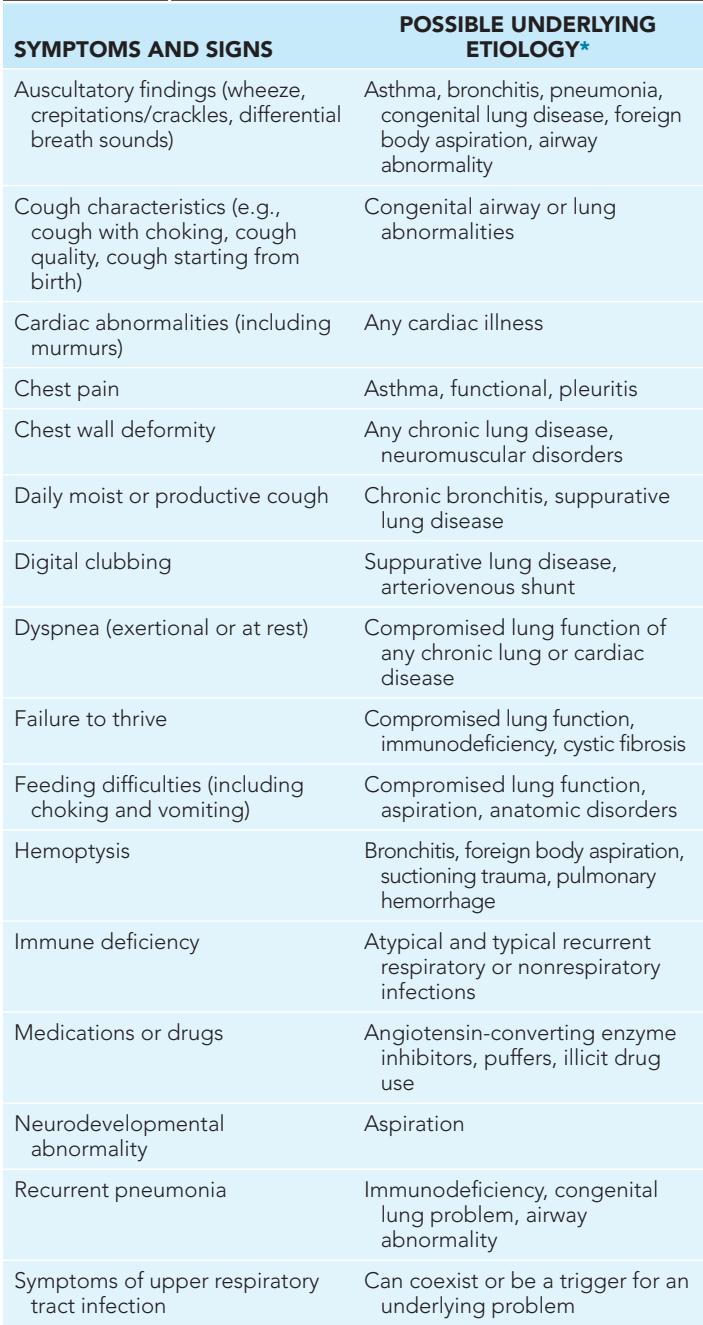 SYMPTOMS AND SIGNS
POSSIBLE UNDERLYING
ETIOLOGY*
Auscultatory findings (wheeze,
crepitations/crackles, differential
breath sounds)
Asthma, bronchitis, pneumonia,
congenital lung disease, foreign
body aspiration, airway
abnormality
Cough characteristics (e.g.,
cough with choking, cough
quality, cough starting from
birth)
Congenital airway or lung
abnormalities
Cardiac abnormalities (including
murmurs)
Any cardiac illness
Chest pain
Asthma, functional, pleuritis
Chest wall deformity
Any chronic lung disease,
neuromuscular disorders
Daily moist or productive cough
Chronic bronchitis, suppurative
lung disease
Digital clubbing
Suppurative lung disease,
arteriovenous shunt
Dyspnea (exertional or at rest)
Compromised lung function of
any chronic lung or cardiac
disease
Failure to thrive
Compromised lung function,
immunodeficiency, cystic fibrosis
Feeding difficulties (including
choking and vomiting)
Compromised lung function,
aspiration, anatomic disorders
Hemoptysis
Bronchitis, foreign body aspiration,
suctioning trauma, pulmonary
hemorrhage
Immune deficiency
Atypical and typical recurrent
respiratory or nonrespiratory
infections
Medications or drugs
Angiotensin-converting enzyme
inhibitors, puffers, illicit drug
use
Neurodevelopmental
abnormality
Aspiration
Recurrent pneumonia
Immunodeficiency, congenital
lung problem, airway
abnormality
Symptoms of upper respiratory
tract infection
Can coexist or be a trigger for an
underlying problem